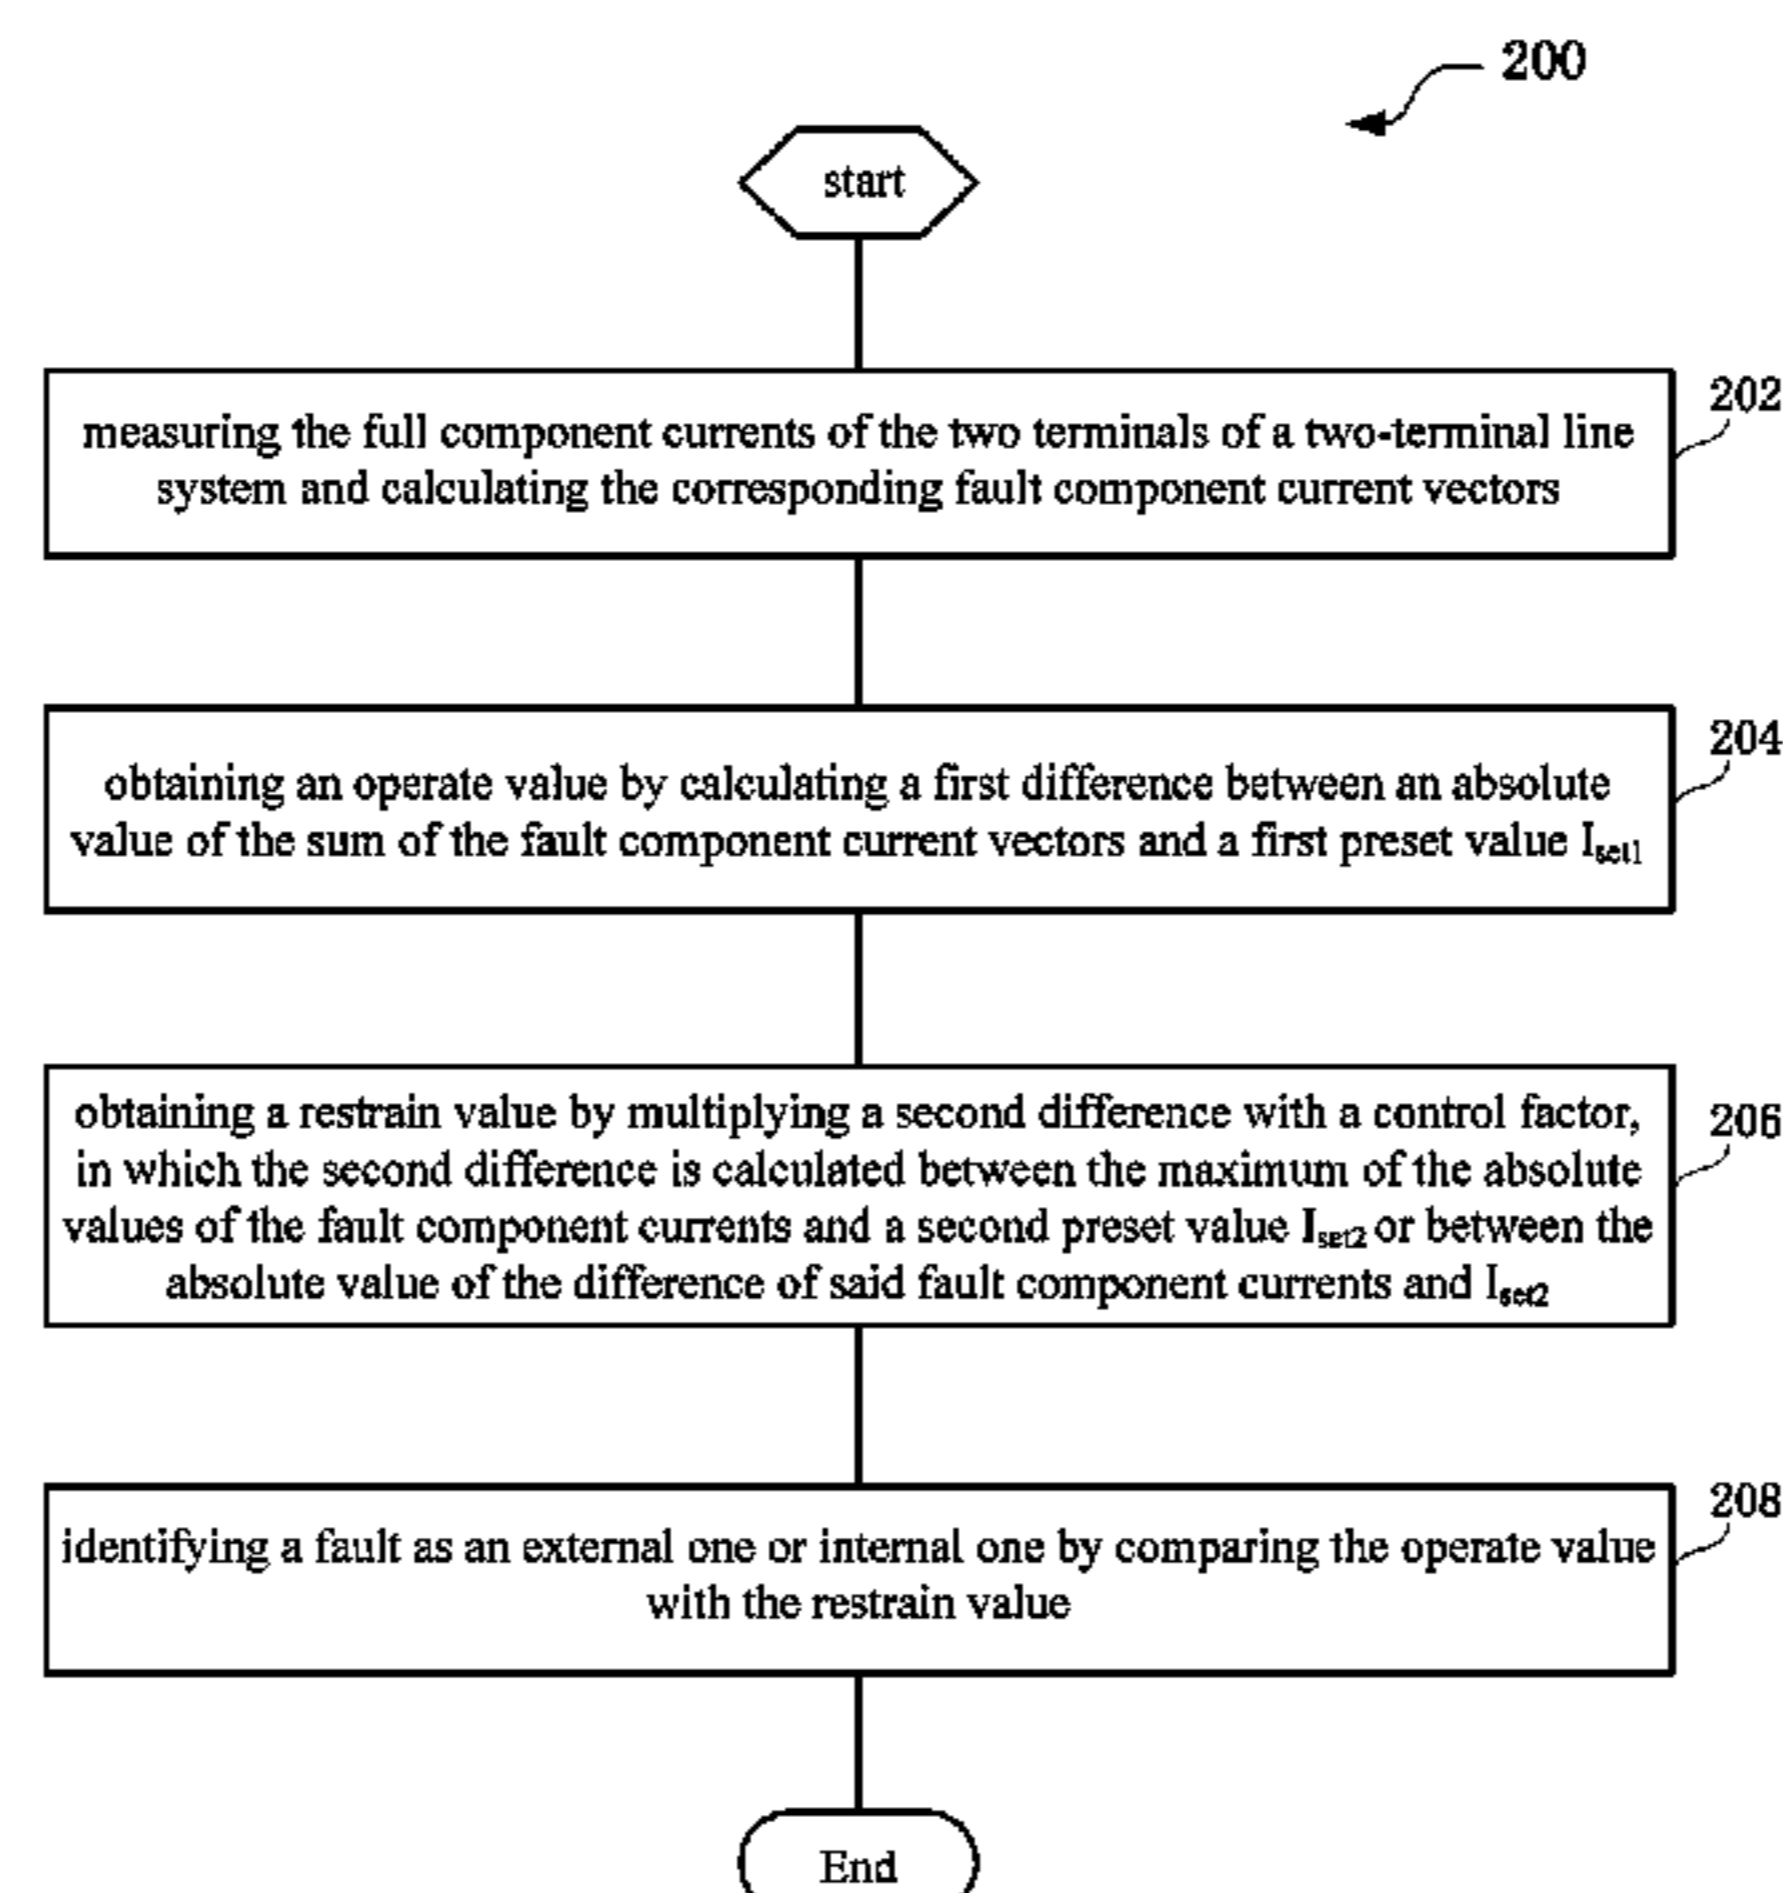 200
start
202
measuring the full component currents of the two terminals of a two-terminal line
system and calculating the corresponding fault component current vectors
204
obtaining an operate value by calculating a first difference between an absolute
value of the sum of the fault component current vectors and a first preset value Iset1
206
obtaining a restrain value by multiplying a second difference with a control factor,
in which the second difference is calculated between the maximum of the absolute
values of the fault component currents and a second preset value Iset2 or between the
absolute value of the difference of said fault component currents and Iset2
208
identifying a fault as an external one or internal one by comparing the operate value
with the restrain value
End